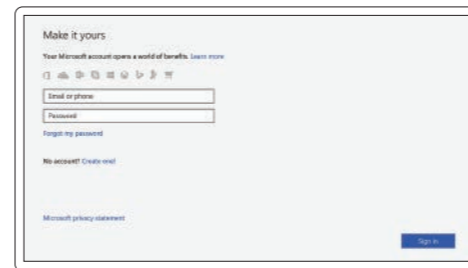 Make it yours
Your Microsoft account opens a world of benefits. Learn more
Email or phone
Password
Forgot my password
No account? Create one!
Microsoft privacy statement
Sign in